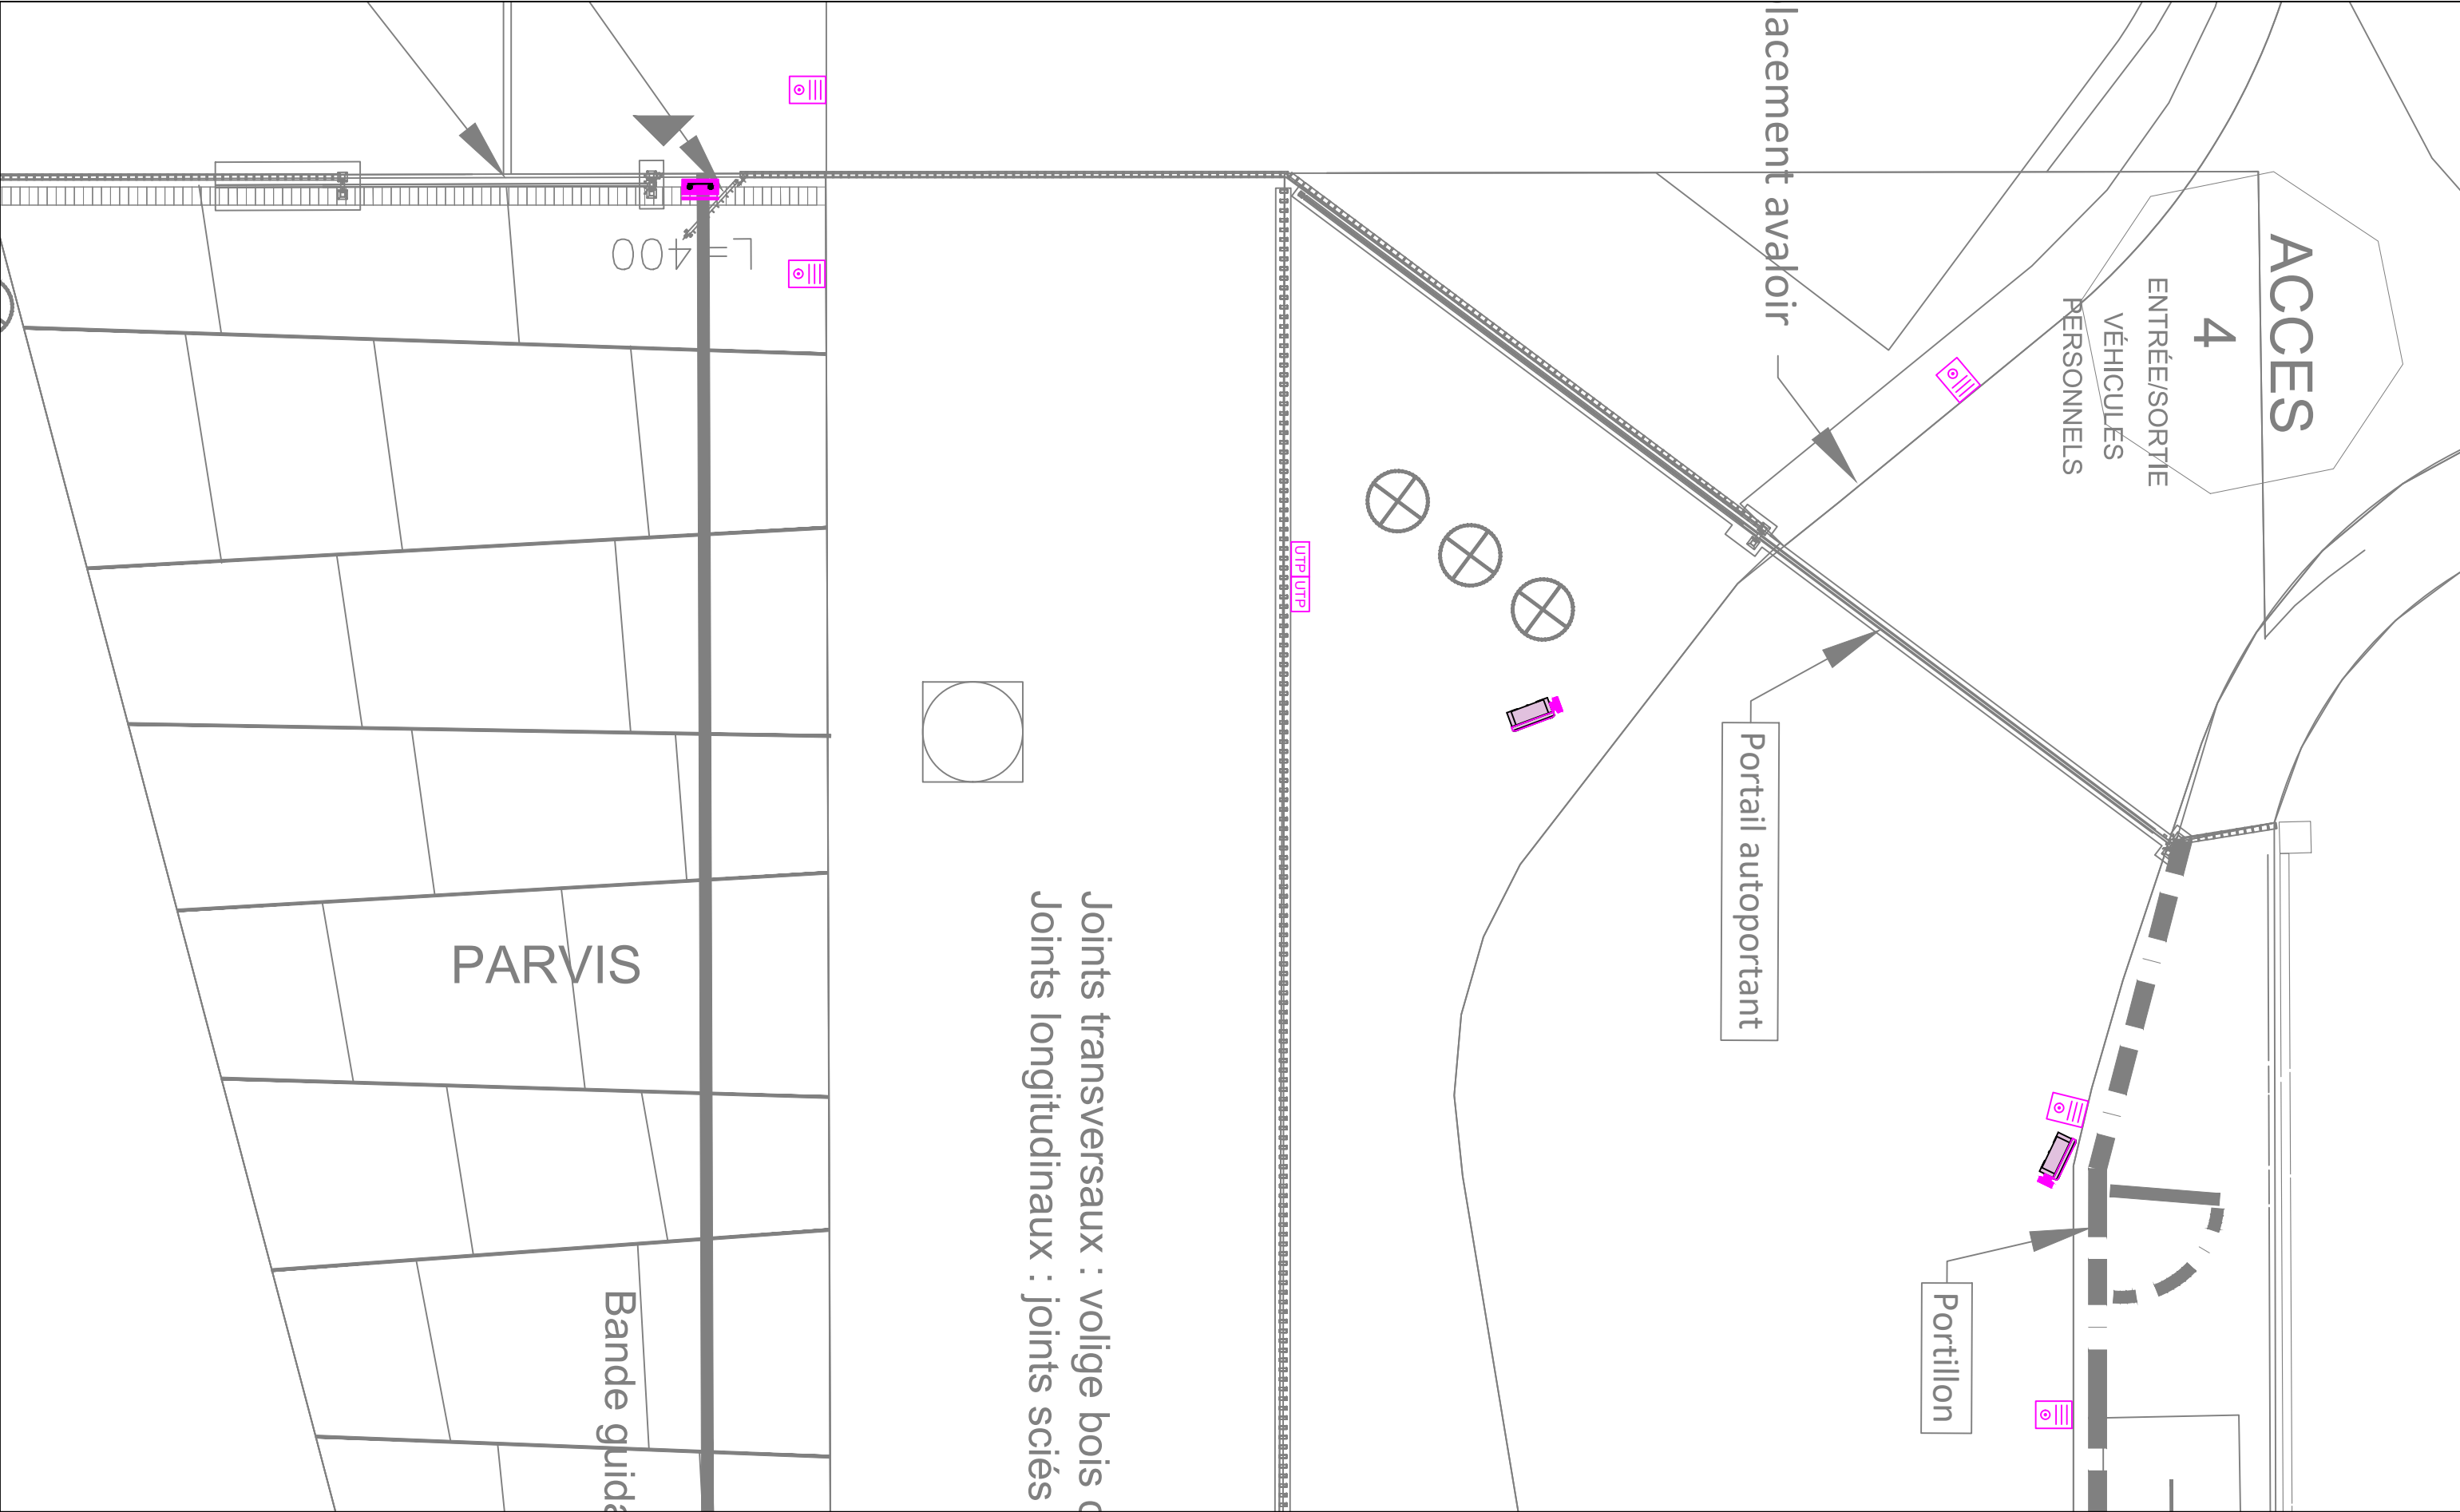 lacement avaloir
ACCES
4
ENTRÉE/SORTIE
VÉHICULES
PERSONNELS
L=400
UTP
UTP
Portail autoportant
PARVIS
Joints transversaux : volige bois
Joints longitudinaux : joints sciés
Portillon
Bande guida